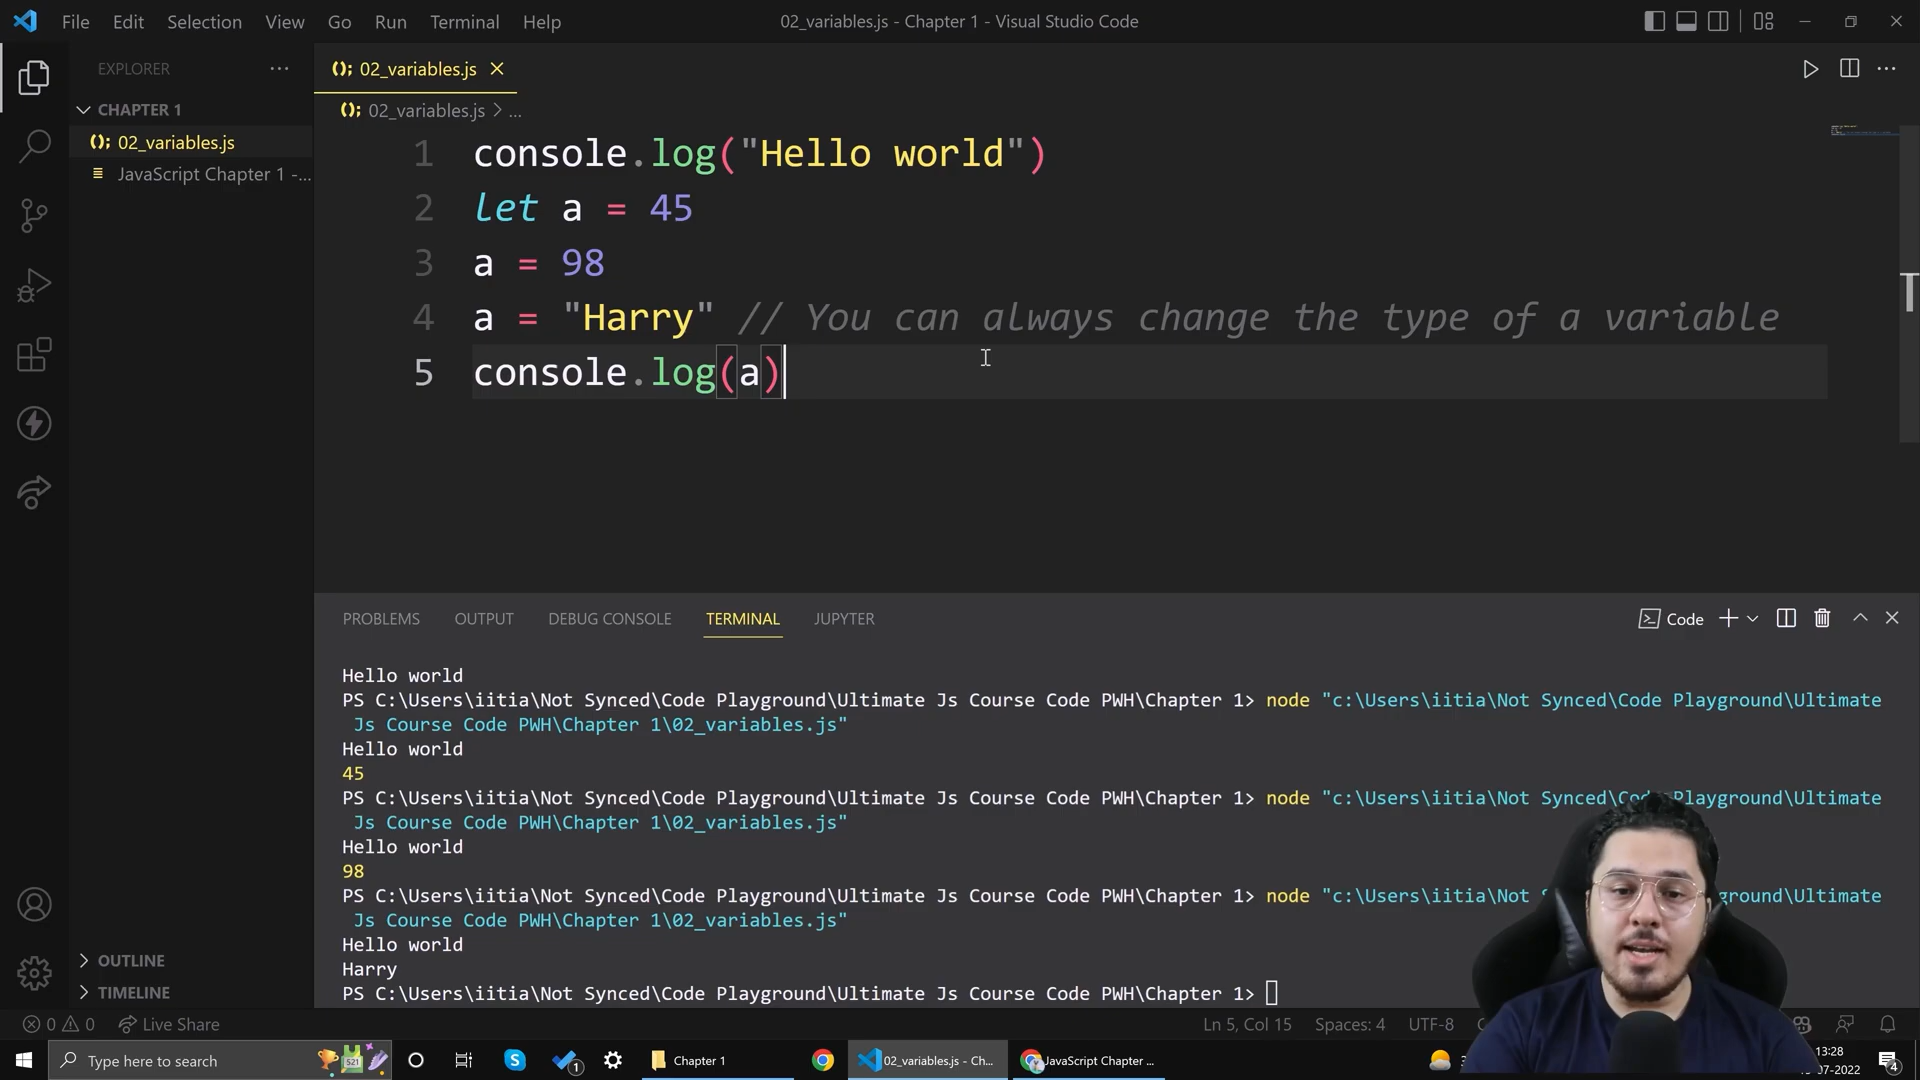 File Edit Selection View Go Run Terminal Help
02_variables.js - Chapter 1 - Visual Studio Code
EXPLORER
CHAPTER 1
02_variables.js
JavaScript Chapter 1 -...
OUTLINE
TIMELINE
02_variables.js
02_variables.js > ...
1 console.log("Hello world")
2 let a = 45
3 a = 98
4 a = "Harry" // You can always change the type of a variable
5 console.log(a)
PROBLEMS OUTPUT DEBUG CONSOLE TERMINAL JUPYTER
Code
Hello world
PS C:\Users\iitia\Not Synced\Code Playground\Ultimate Js Course Code PWH\Chapter 1> node "c:\Users\iitia\Not Synced\Code Playground\Ultimate
Js Course Code PWH\Chapter 1\02_variables.js"
Hello world
45
PS C:\Users\iitia\Not Synced\Code Playground\Ultimate Js Course Code PWH\Chapter 1> node "c:\Users\iitia\Not Synced\Code Playground\Ultimate
Js Course Code PWH\Chapter 1\02_variables.js"
Hello world
98
PS C:\Users\iitia\Not Synced\Code Playground\Ultimate Js Course Code PWH\Chapter 1> node "c:\Users\iitia\Not
Js Course Code PWH\Chapter 1\02_variables.js"
Hello world
Harry
PS C:\Users\iitia\Not Synced\Code Playground\Ultimate Js Course Code PWH\Chapter 1>
0 0 Live Share
Ln 5, Col 15 Spaces: 4 UTF-8
Type here to search
521
1
Chapter 1
02_variables.js - Ch...
JavaScript Chapter ...
13:28
07-2022
4